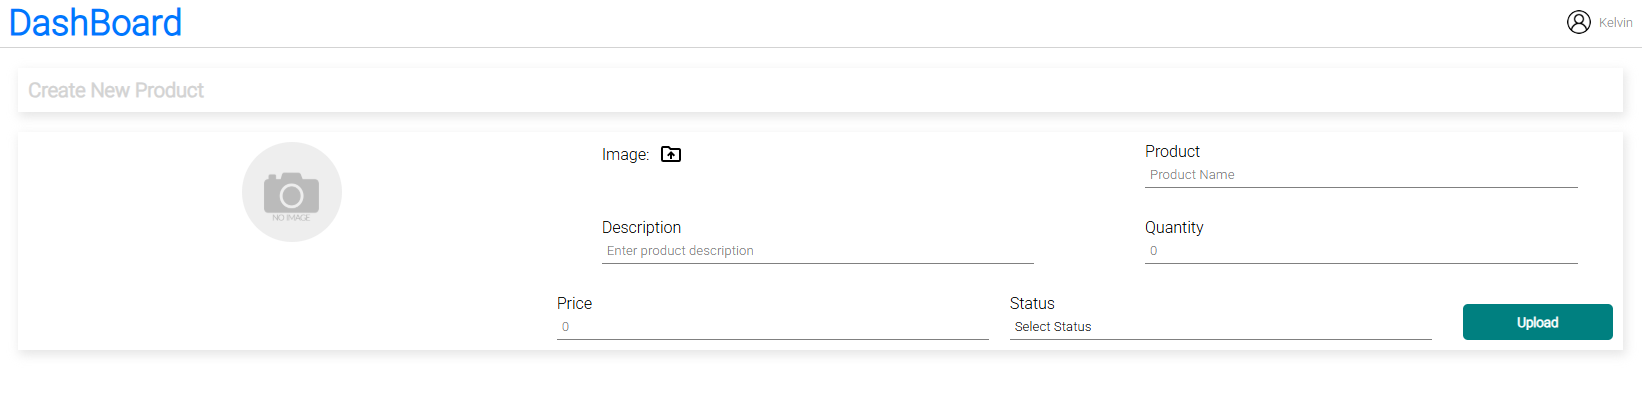 DashBoard
Kelvin
Create New Product
NO IMAGE
Image:
Product
Product Name
Description
Enter product description
Quantity
0
Price
0
Status
Select Status
Upload